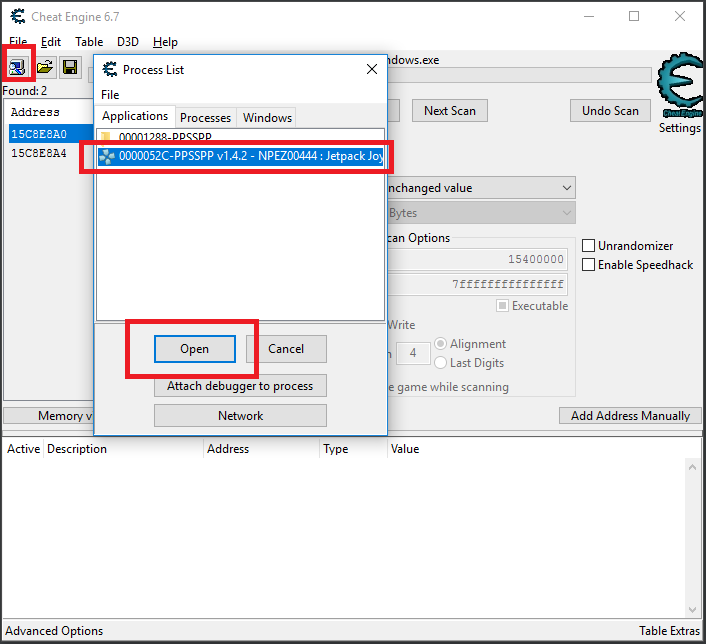 Cheat Engine 6.7
File Edit Table D3D Help
ndows.exe
Process List
File
Applications Processes Windows
00001288-PPSSPP
0000052C-PPSSPP v1.4.2 - NPEZ00444 : Jetpack Joy
Open Cancel
Attach debugger to process
Network
Found: 2
Address
15C8E8A0
15C8E8A4
Next Scan Undo Scan
Cheat Engine
Settings
nchanged value
Bytes
can Options
15400000
7fffffffffffffff
Executable
Write
4
Alignment
Last Digits
e game while scanning
Unrandomizer
Enable Speedhack
Memory v
Add Address Manually
Active Description Address Type Value
Advanced Options Table Extras